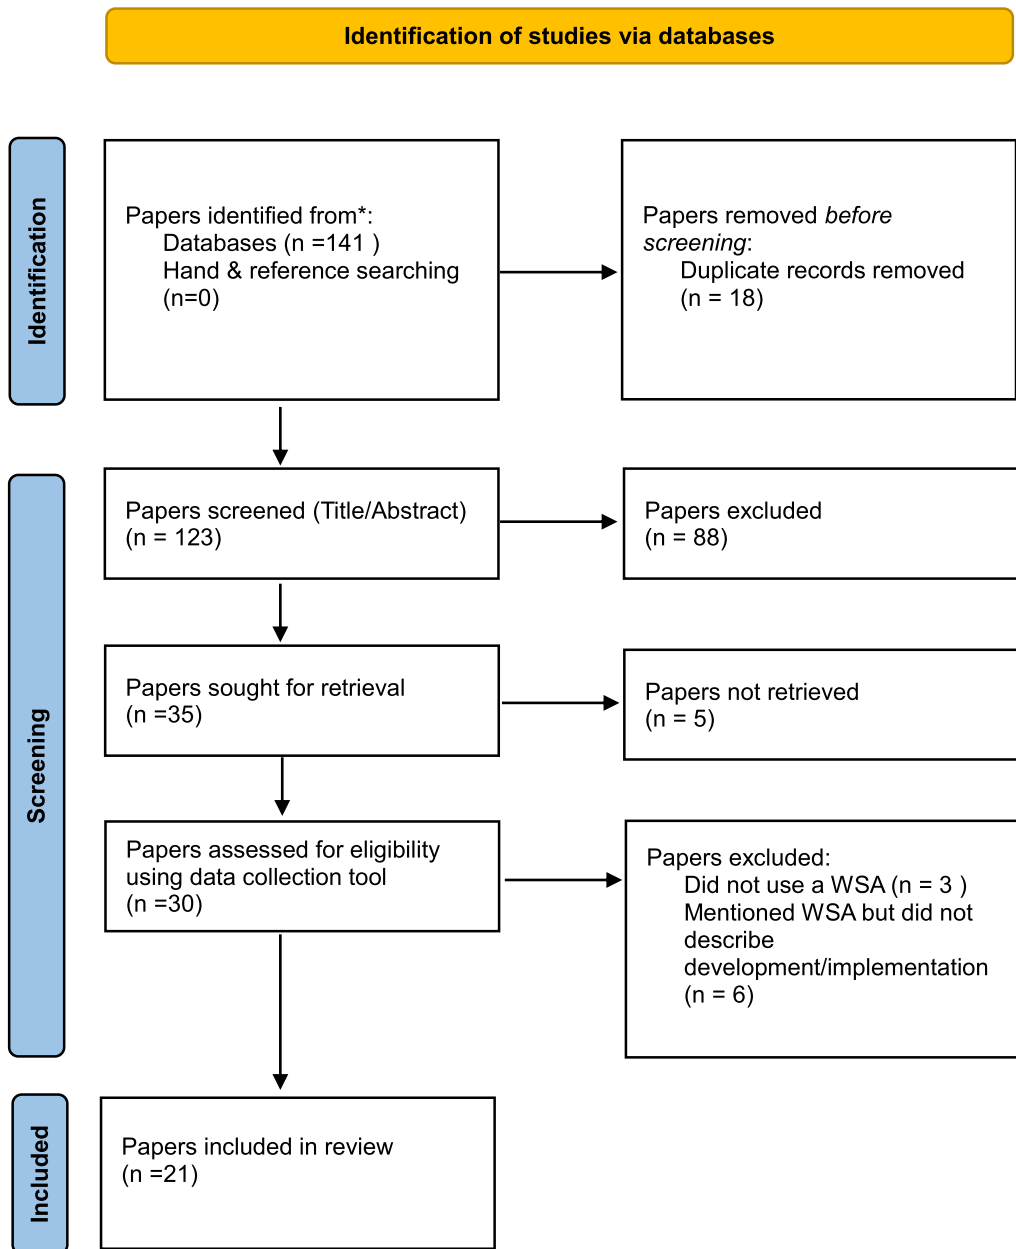 Identification of studies via databases
Identification
Papers identified from*:
Databases (n =141 )
Hand & reference searching
(n=0)
Papers removed before
screening:
Duplicate records removed
(n = 18)
Screening
Papers screened (Title/Abstract)
(n = 123)
Papers excluded
(n = 88)
Papers sought for retrieval
(n =35)
Papers not retrieved
(n = 5)
Papers assessed for eligibility
using data collection tool
(n =30)
Papers excluded:
Did not use a WSA (n = 3 )
Mentioned WSA but did not
describe
development/implementation
(n = 6)
Included
Papers included in review
(n =21)